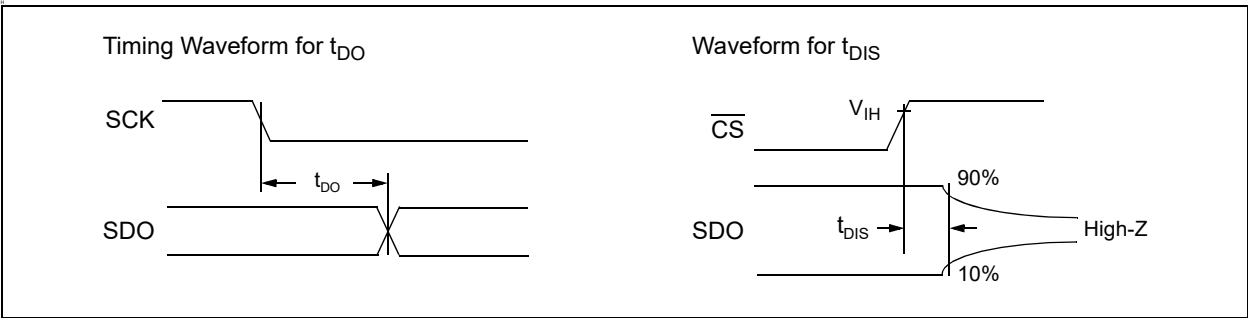 Timing Waveform for tDO
SCK
tDO
SDO
Waveform for tDIS
VIH
CS
90%
SDO
tDIS
High-Z
10%